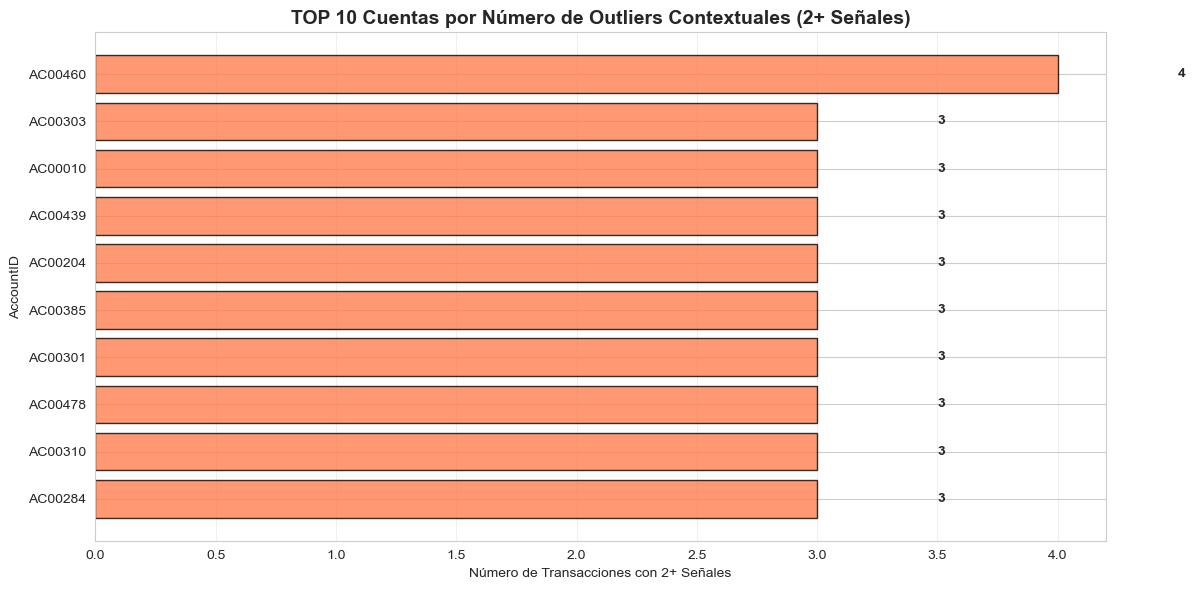 TOP 10 Cuentas por Número de Outliers Contextuales (2+ Señales)
AccountID
AC00460 4
AC00303 3
AC00010 3
AC00439 3
AC00204 3
AC00385 3
AC00301 3
AC00478 3
AC00310 3
AC00284 3
0.0 0.5 1.0 1.5 2.0 2.5 3.0 3.5 4.0
Número de Transacciones con 2+ Señales